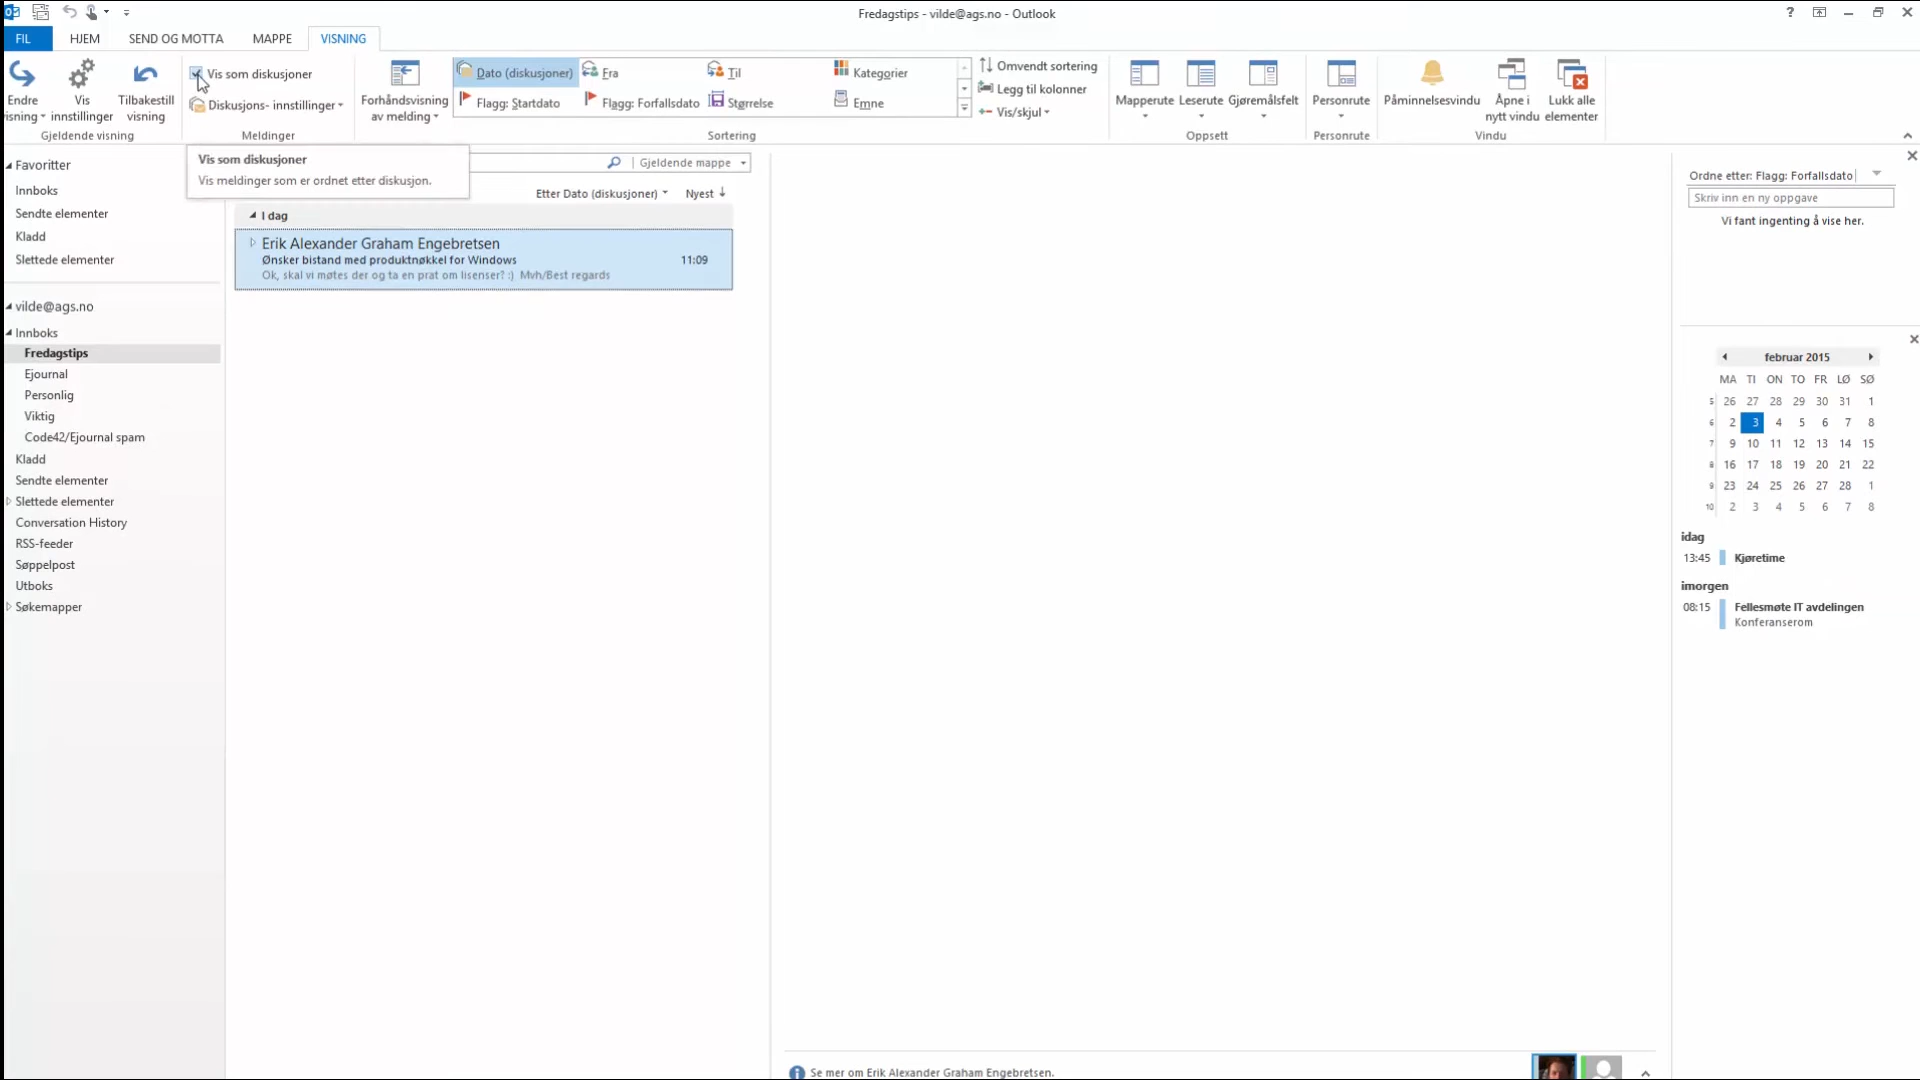 Fredagstips - vilde@ags.no - Outlook
FIL HJEM SEND OG MOTTA MAPPE VISNING
Endre
isning
Vis
innstillinger
Tilbakestill
visning
Gjeldende visning
Vis som diskusjoner
Diskusjons- innstillinger
Meldinger
Forhåndsvisning
av melding
Dato (diskusjoner) Fra Til Kategorier
Flagg: Startdato Flagg: Forfallsdato Størrelse Emne
Omvendt sortering
Legg til kolonner
Vis/skjul
Sortering
Mapperute Leserute Gjøremålsfelt
Oppsett
Personrute
Personrute
Påminnelsesvindu
Åpne i
nytt vindu
Lukk alle
elementer
Vindu
Vis som diskusjoner
Vis meldinger som er ordnet etter diskusjon.
Favoritter
Innboks
Sendte elementer
Kladd
Slettede elementer
vilde@ags.no
Innboks
Fredagstips
Ejournal
Personlig
Viktig
Code42/Ejournal spam
Kladd
Sendte elementer
Slettede elementer
Conversation History
RSS-feeder
Søppelpost
Utboks
Søkemapper
Gjeldende mappe
Etter Dato (diskusjoner) Nyest
I dag
Erik Alexander Graham Engebretsen
Ønsker bistand med produktnøkkel for Windows 11:09
Ok, skal vi møtes der og ta en prat om lisenser? :) Mvh/Best regards
Se mer om Erik Alexander Graham Engebretsen.
Ordne etter: Flagg: Forfallsdato
Skriv inn en ny oppgave
Vi fant ingenting å vise her.
februar 2015
MA TI ON TO FR LØ SØ
5 26 27 28 29 30 31 1
6 2 3 4 5 6 7 8
7 9 10 11 12 13 14 15
8 16 17 18 19 20 21 22
9 23 24 25 26 27 28 1
10 2 3 4 5 6 7 8
idag
13:45 Kjøretime
imorgen
08:15 Fellesmøte IT avdelingen
Konferanserom